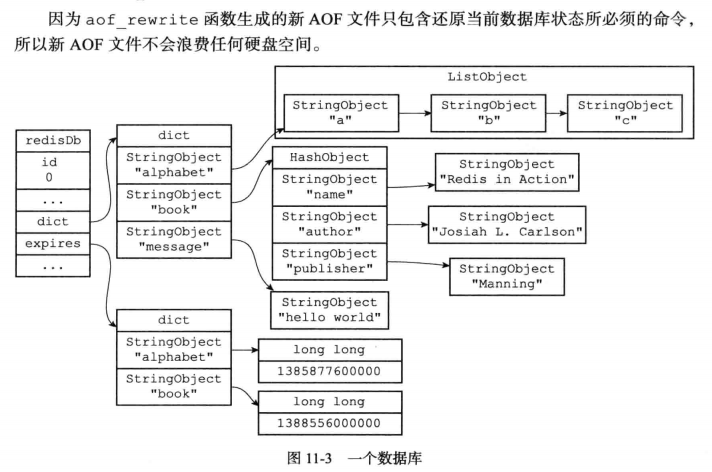 因为 aof_rewrite 函数生成的新 AOF 文件只包含还原当前数据库状态所必须的命令，
所以新 AOF 文件不会浪费任何硬盘空间。
ListObject
StringObject
"a"
StringObject
"b"
StringObject
"c"
redisDb
id
0
...
dict
expires
...
dict
StringObject
"alphabet"
StringObject
"book"
StringObject
"message"
HashObject
StringObject
"name"
StringObject
"author"
StringObject
"publisher"
StringObject
"Redis in Action"
StringObject
"Josiah L. Carlson"
StringObject
"Manning"
StringObject
"hello world"
dict
StringObject
"alphabet"
StringObject
"book"
long long
1385877600000
long long
1388556000000
图 11-3 一个数据库